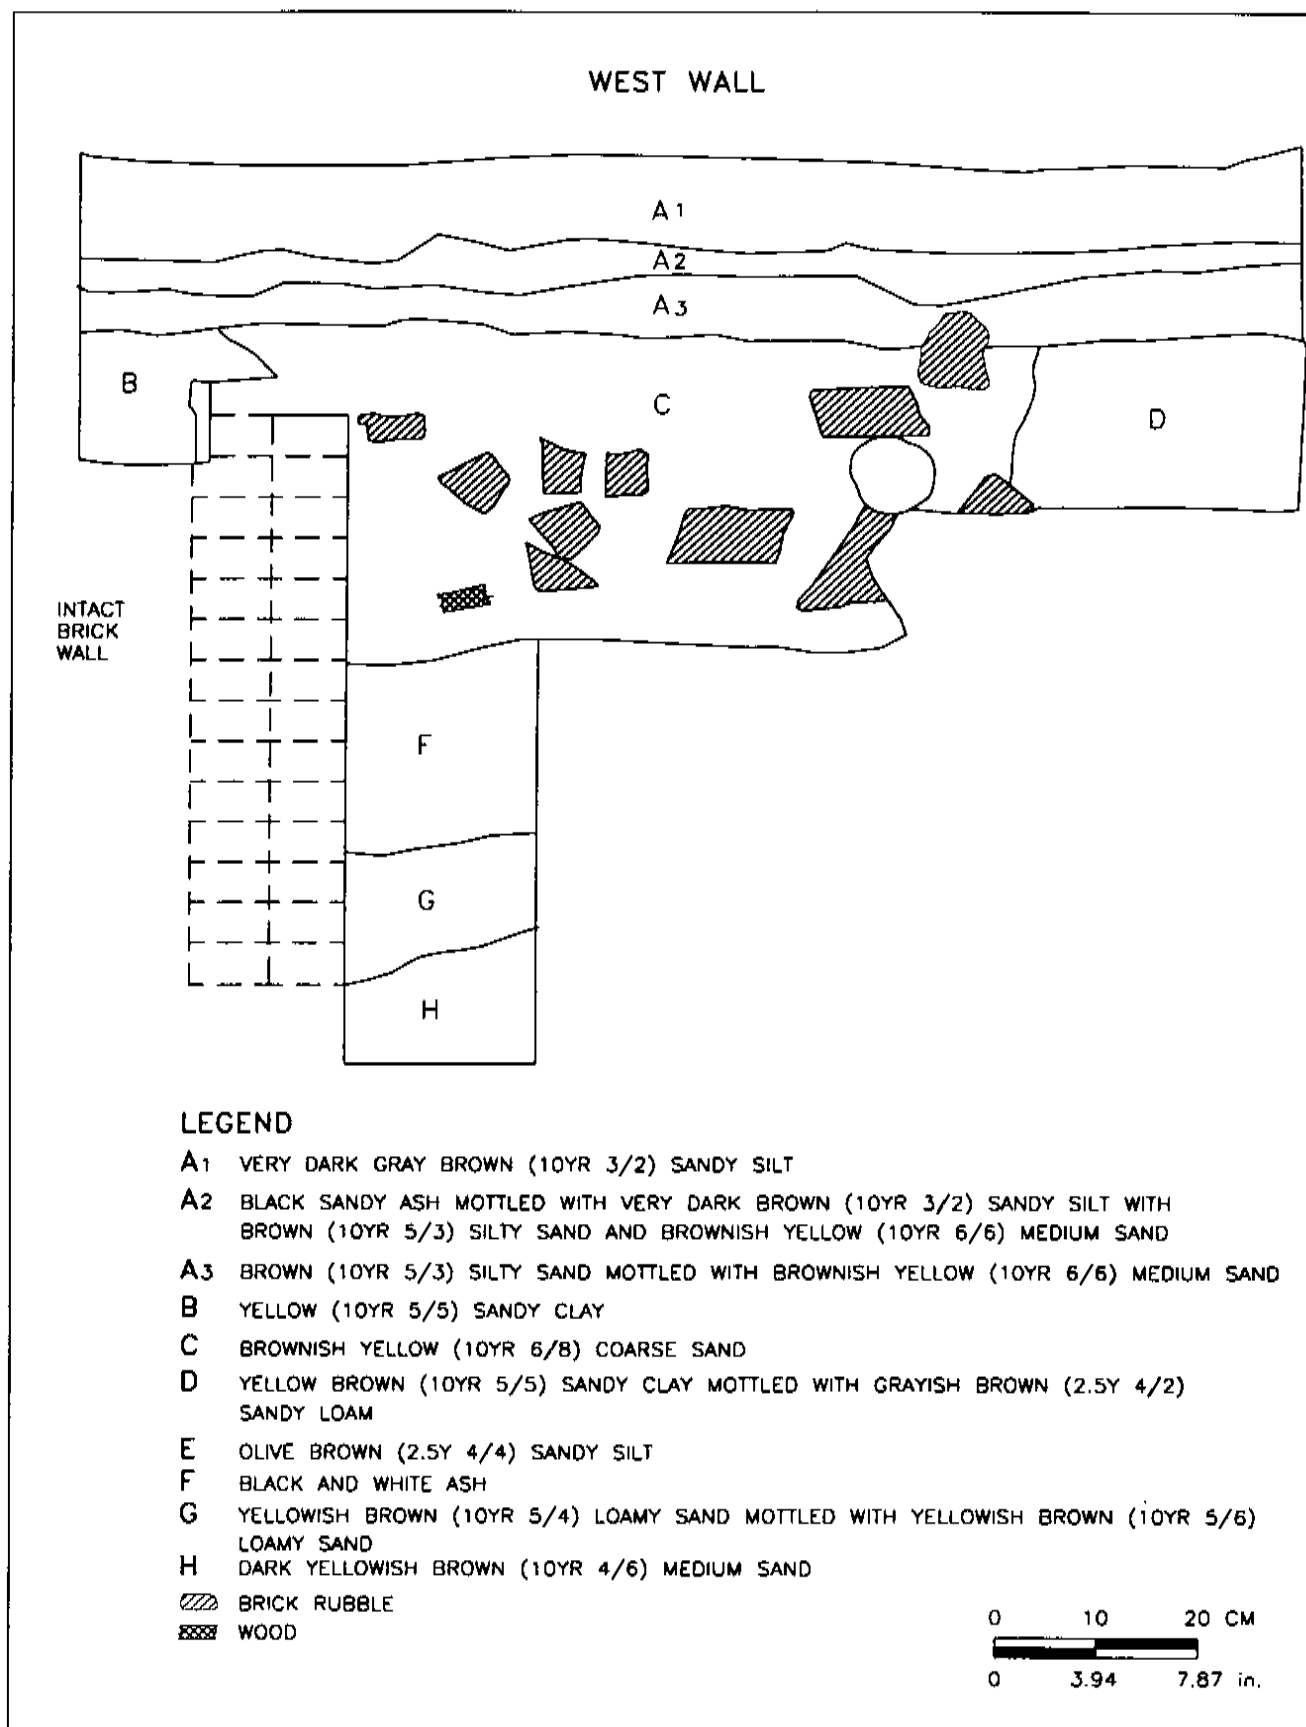 WEST WALL
A1
A2
A3
B
C
D
INTACT
BRICK
WALL
F
G
H
LEGEND
A1 VERY DARK GRAY BROWN (10YR 3/2) SANDY SILT
A2 BLACK SANDY ASH MOTTLED WITH VERY DARK BROWN (10YR 3/2) SANDY SILT WITH
BROWN (10YR 5/3) SILTY SAND AND BROWNISH YELLOW (10YR 6/6) MEDIUM SAND
A3 BROWN (10YR 5/3) SILTY SAND MOTTLED WITH BROWNISH YELLOW (10YR 6/6) MEDIUM SAND
B YELLOW (10YR 5/5) SANDY CLAY
C BROWNISH YELLOW (10YR 6/8) COARSE SAND
D YELLOW BROWN (10YR 5/5) SANDY CLAY MOTTLED WITH GRAYISH BROWN (2.5Y 4/2)
SANDY LOAM
E OLIVE BROWN (2.5Y 4/4) SANDY SILT
F BLACK AND WHITE ASH
G YELLOWISH BROWN (10YR 5/4) LOAMY SAND MOTTLED WITH YELLOWISH BROWN (10YR 5/6)
LOAMY SAND
H DARK YELLOWISH BROWN (10YR 4/6) MEDIUM SAND
BRICK RUBBLE
WOOD
0 10 20 CM
0 3.94 7.87 in.